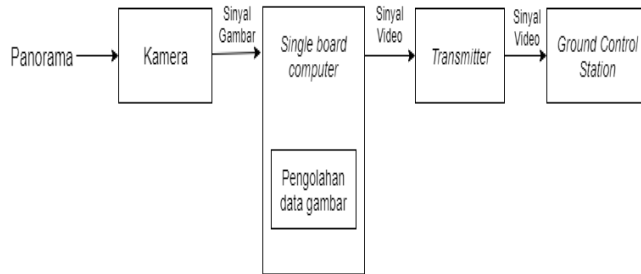 Panorama
Kamera
Sinyal
Gambar
Single board
computer
Pengolahan
data gambar
Sinyal
Video
Transmitter
Sinyal
Video
Ground Control
Station